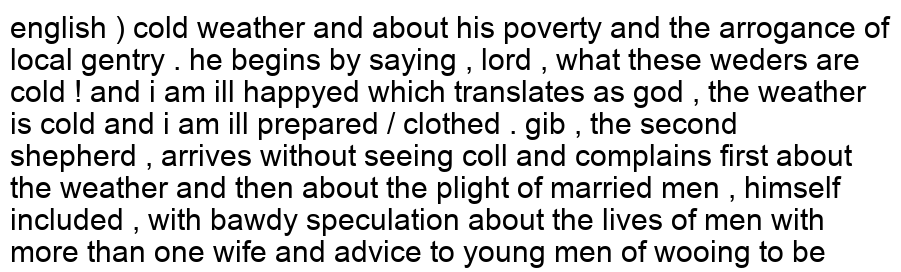 english ) cold weather and about his poverty and the arrogance of
local gentry . he begins by saying , lord , what these weders are
cold ! and i am ill happyed which translates as god , the weather
is cold and i am ill prepared / clothed . gib , the second
shepherd , arrives without seeing coll and complains first about
the weather and then about the plight of married men , himself
included , with bawdy speculation about the lives of men with
more than one wife and advice to young men of wooing to be